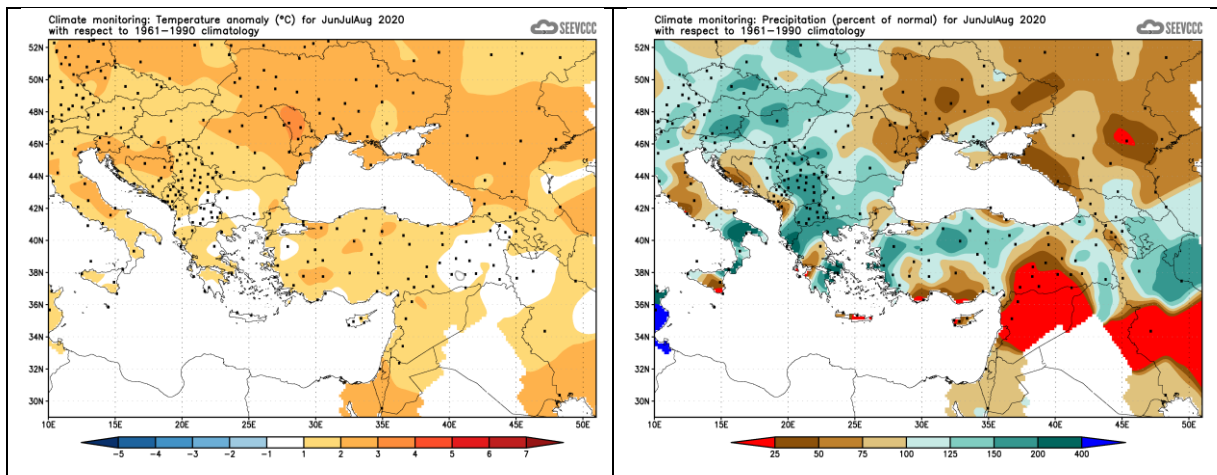 Climate monitoring: Temperature anomaly (°C) for JunJulAug 2020
with respect to 1961−1990 climatology
SEEVCCC
52N
50N
48N
46N
44N
42N
40N
38N
36N
34N
32N
30N
10E 15E 20E 25E 30E 35E 40E 45E 50E
-5 -4 -3 -2 -1 1 2 3 4 5 6 7
Climate monitoring: Precipitation (percent of normal) for JunJulAug 2020
with respect to 1961−1990 climatology
SEEVCCC
52N
50N
48N
46N
44N
42N
40N
38N
36N
34N
32N
30N
10E 15E 20E 25E 30E 35E 40E 45E 50E
25 50 75 100 125 150 200 400